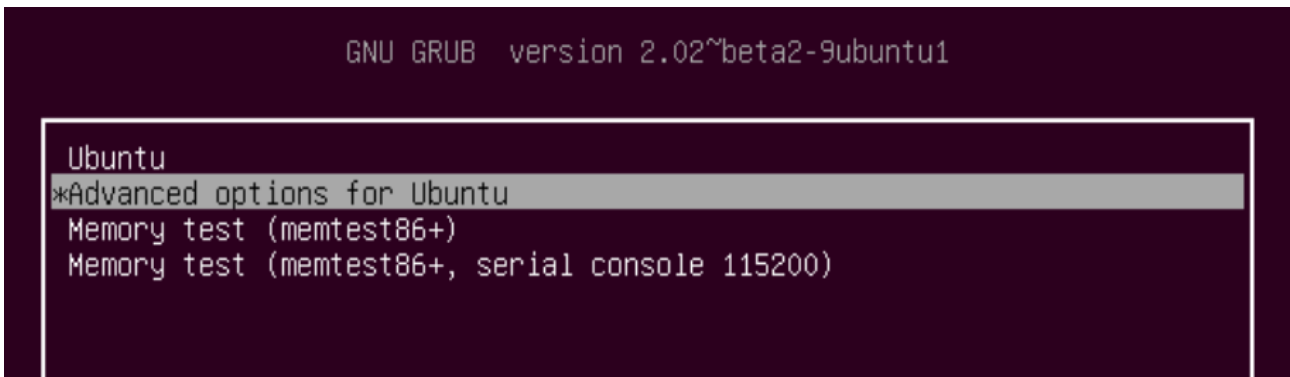 GNU GRUB version 2.02~beta2-9ubuntu1
Ubuntu
*Advanced options for Ubuntu
Memory test (memtest86+)
Memory test (memtest86+, serial console 115200)